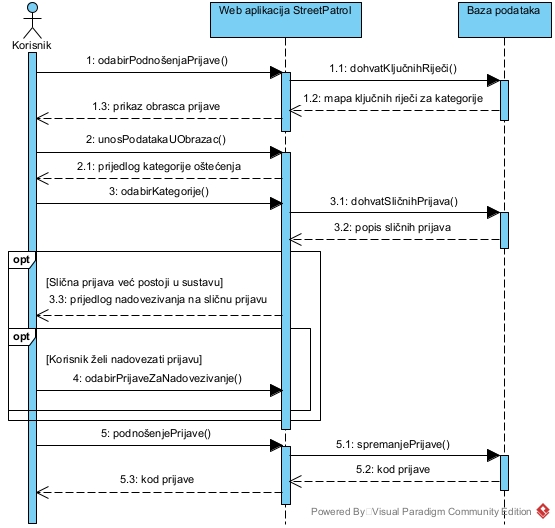 Web aplikacija StreetPatrol
Baza podataka
Korisnik
1: odabirPodnošenjaPrijave()
1.1: dohvatKljučnihRiječi()
1.2: mapa ključnih riječi za kategorije
1.3: prikaz obrasca prijave
2: unosPodatakaUObrazac()
2.1: prijedlog kategorije oštećenja
3: odabirKategorije()
3.1: dohvatSličnihPrijava()
3.2: popis sličnih prijava
opt
[Slična prijava već postoji u sustavu]
3.3: prijedlog nadovezivanja na sličnu prijavu
opt
[Korisnik želi nadovezati prijavu]
4: odabirPrijaveZaNadovezivanje()
5: podnošenjePrijave()
5.1: spremanjePrijave()
5.2: kod prijave
5.3: kod prijave
Powered By Visual Paradigm Community Edition